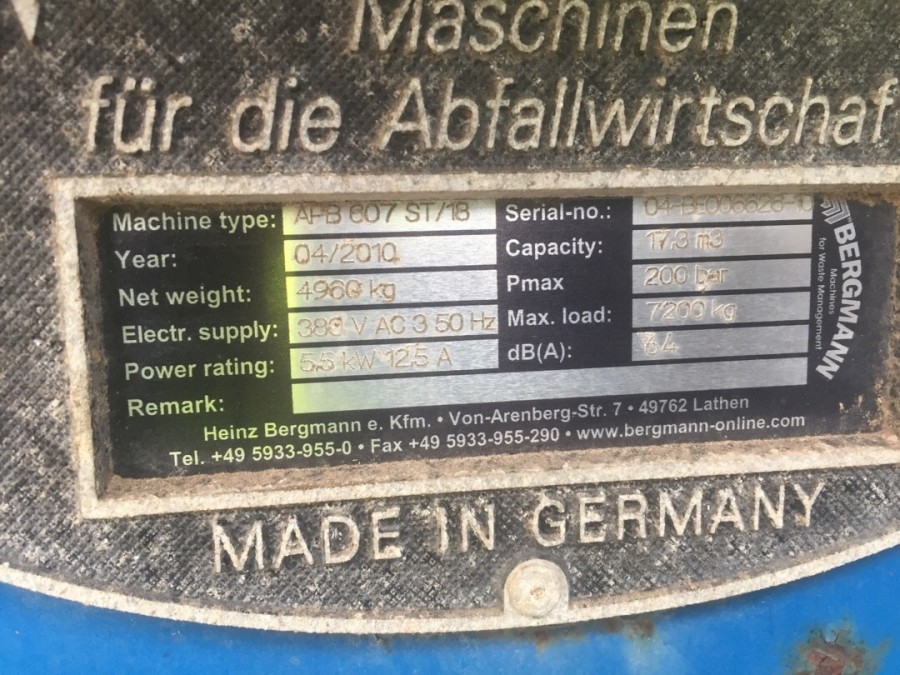 Maschinen
für die Abfallwirtschaf
Machine type: APB 607 ST/18
Serial-no.:
Year: 04/2010
Capacity: 17,3 m3
Net weight: 4960 kg
Pmax 200 bar
Electr. supply: 380 V AC 3 50 Hz
Max. load: 7200 kg
Power rating: 5,5 kW 12,5 A
dB(A): 64
Remark:
BERGMANN
Machines
for Waste Management
Heinz Bergmann e. Kfm. • Von-Arenberg-Str. 7 • 49762 Lathen
Tel. +49 5933-955-0 • Fax +49 5933-955-290 • www.bergmann-online.com
MADE IN GERMANY